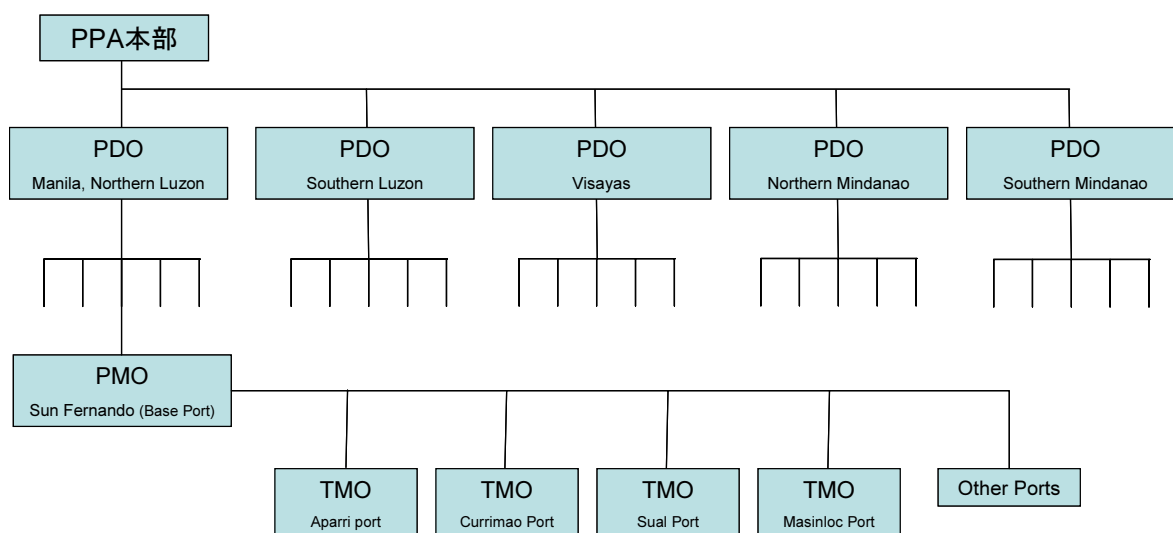 PPA本部
PDO
Manila, Northern Luzon
PDO
Southern Luzon
PDO
Visayas
PDO
Northern Mindanao
PDO
Southern Mindanao
PMO
Sun Fernando (Base Port)
TMO
Aparri port
TMO
Currimao Port
TMO
Sual Port
TMO
Masinloc Port
Other Ports